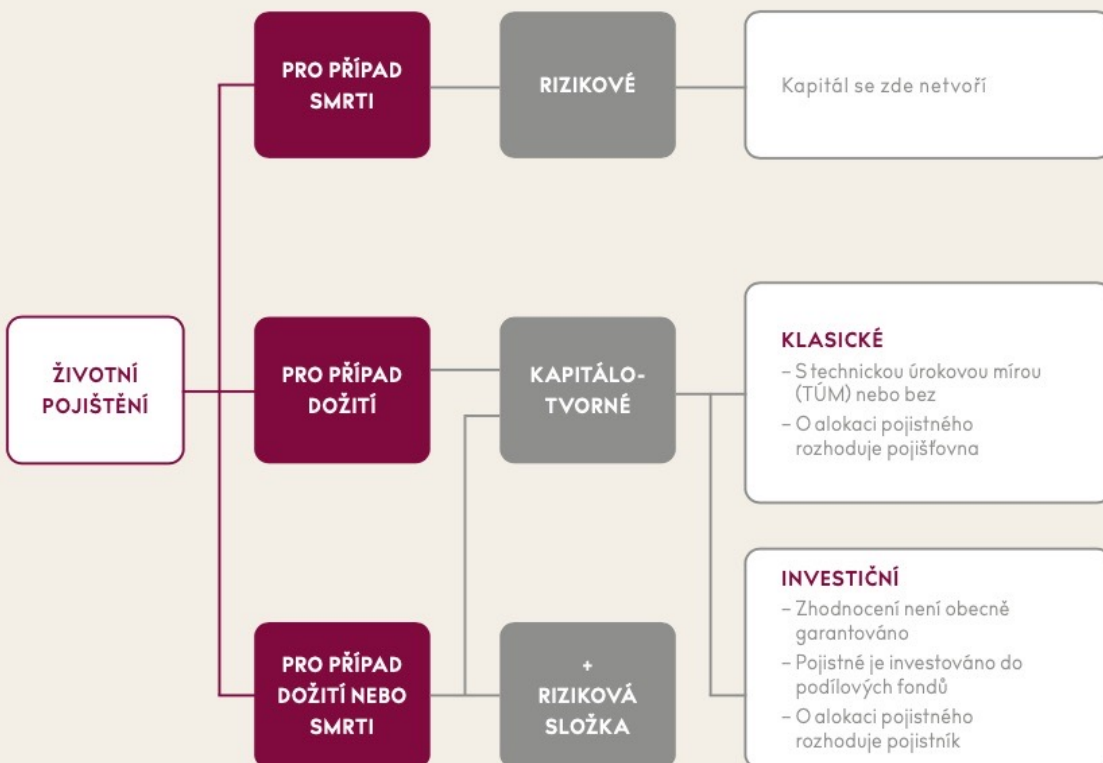 PRO PŘÍPAD
SMRTI
RIZIKOVÉ
Kapitál se zde netvoří
ŽIVOTNÍ
POJIŠTĚNÍ
PRO PŘÍPAD
DOŽITÍ
KAPITÁLO-
TVORNÉ
KLASICKÉ
– S technickou úrokovou mírou
(TÚM) nebo bez
– O alokaci pojistného
rozhoduje pojišťovna
PRO PŘÍPAD
DOŽITÍ NEBO
SMRTI
+
RIZIKOVÁ
SLOŽKA
INVESTIČNÍ
– Zhodnocení není obecně
garantováno
– Pojistné je investováno do
podílových fondů
– O alokaci pojistného
rozhoduje pojistník